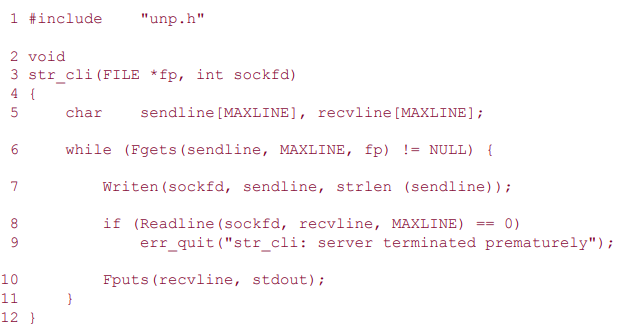 1 #include    "unp.h"
2 void
3 str_cli(FILE *fp, int sockfd)
4 {
5     char    sendline[MAXLINE], recvline[MAXLINE];
6     while (Fgets(sendline, MAXLINE, fp) != NULL) {
7         Writen(sockfd, sendline, strlen (sendline));
8         if (Readline(sockfd, recvline, MAXLINE) == 0)
9             err_quit("str_cli: server terminated prematurely");
10         Fputs(recvline, stdout);
11     }
12 }